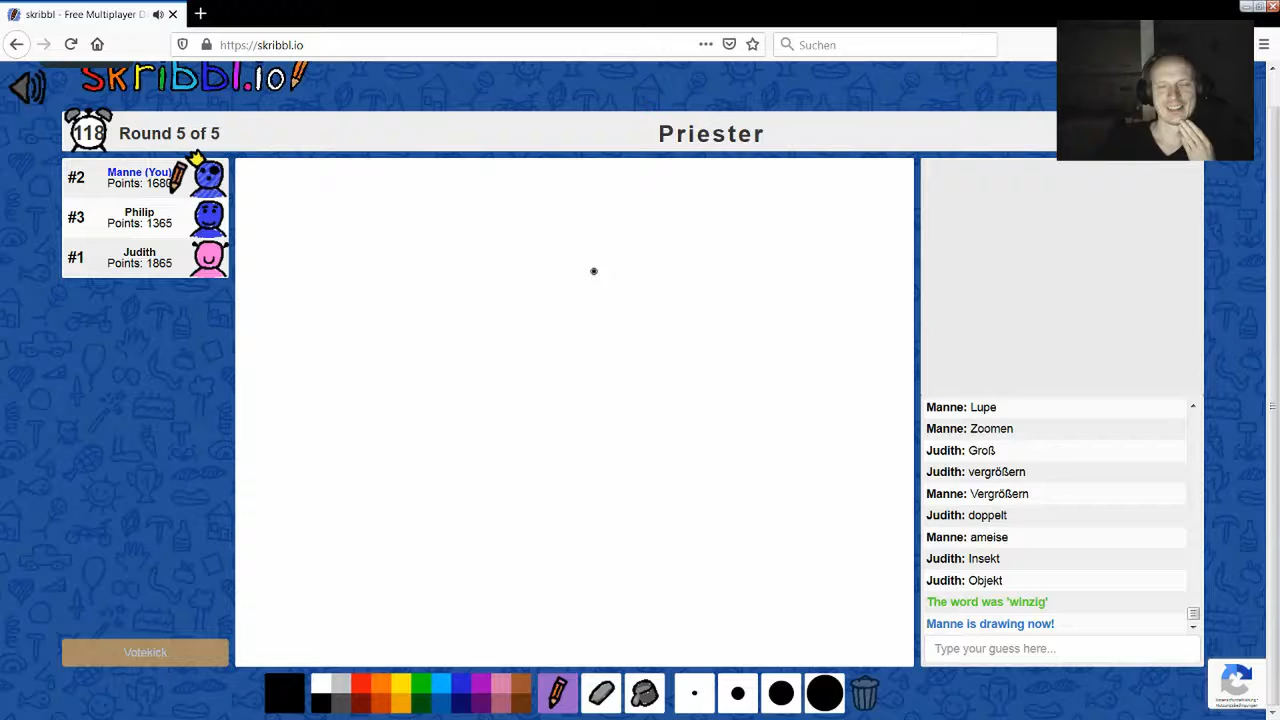 skribbl - Free Multiplayer D
https://skribbl.io
Suchen
skribbl.io
118
Round 5 of 5
Priester
#2
Manne (You)
Points: 1680
#3
Philip
Points: 1365
#1
Judith
Points: 1865
Manne: Lupe
Manne: Zoomen
Judith: Groß
Judith: vergrößern
Manne: Vergrößern
Judith: doppelt
Manne: ameise
Judith: Insekt
Judith: Objekt
The word was 'winzig'
Manne is drawing now!
Type your guess here...
Votekick